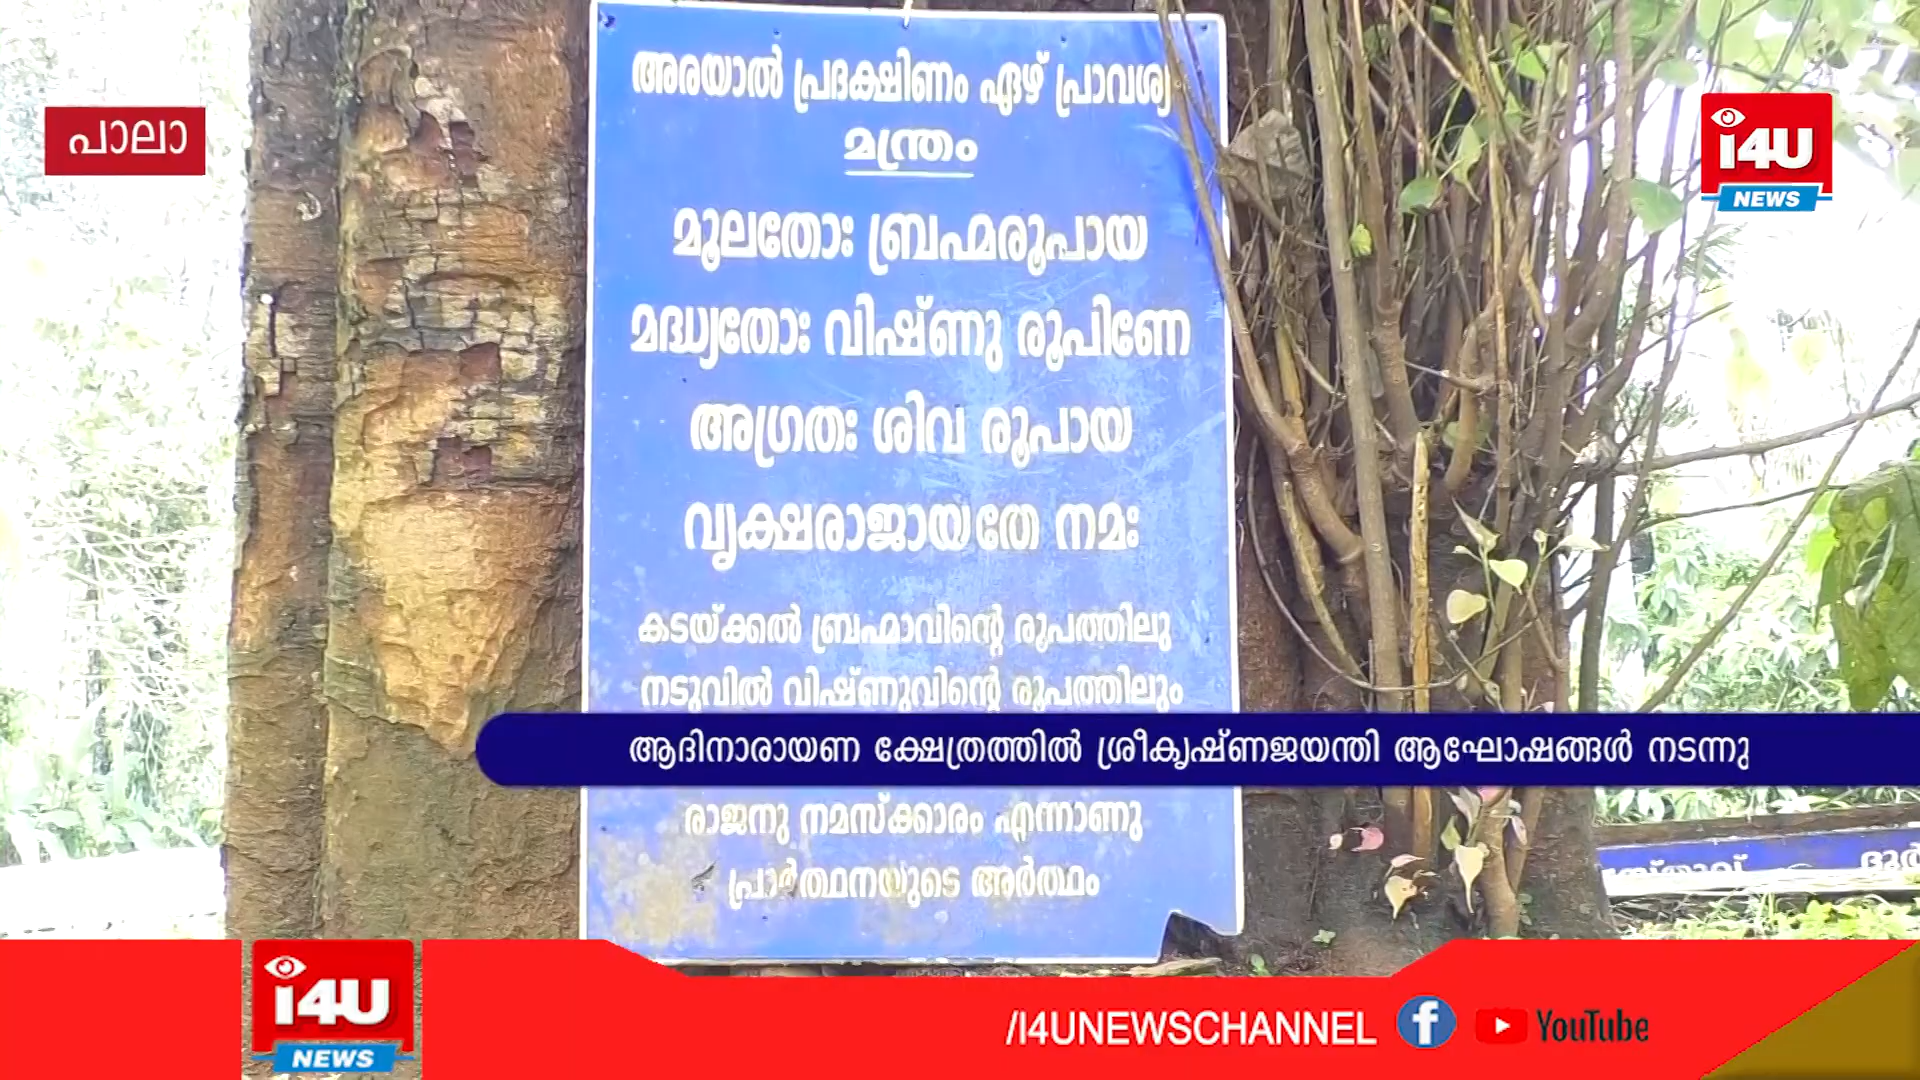 പാലാ
i4U
NEWS
അരയാൽ പ്രദക്ഷിണം ഏഴ് പ്രാവശ്യ
മന്ത്രം
മൂലതോഃ ബ്രഹ്മരൂപായ
മദ്ധ്യതോഃ വിഷ്ണു രൂപിണേ
അഗ്രതഃ ശിവ രൂപായ
വൃക്ഷരാജായതേ നമഃ
കടയ്ക്കൽ ബ്രഹ്മാവിന്റെ രൂപത്തിലു
നടുവിൽ വിഷ്ണുവിന്റെ രൂപത്തിലും
ആദിനാരായണ ക്ഷേത്രത്തിൽ ശ്രീകൃഷ്ണജയന്തി ആഘോഷങ്ങൾ നടന്നു
രാജനു നമസ്ക്കാരം എന്നാണു
പ്രാർത്ഥനയുടെ അർത്ഥം
i4U
NEWS
/I4UNEWSCHANNEL f YouTube